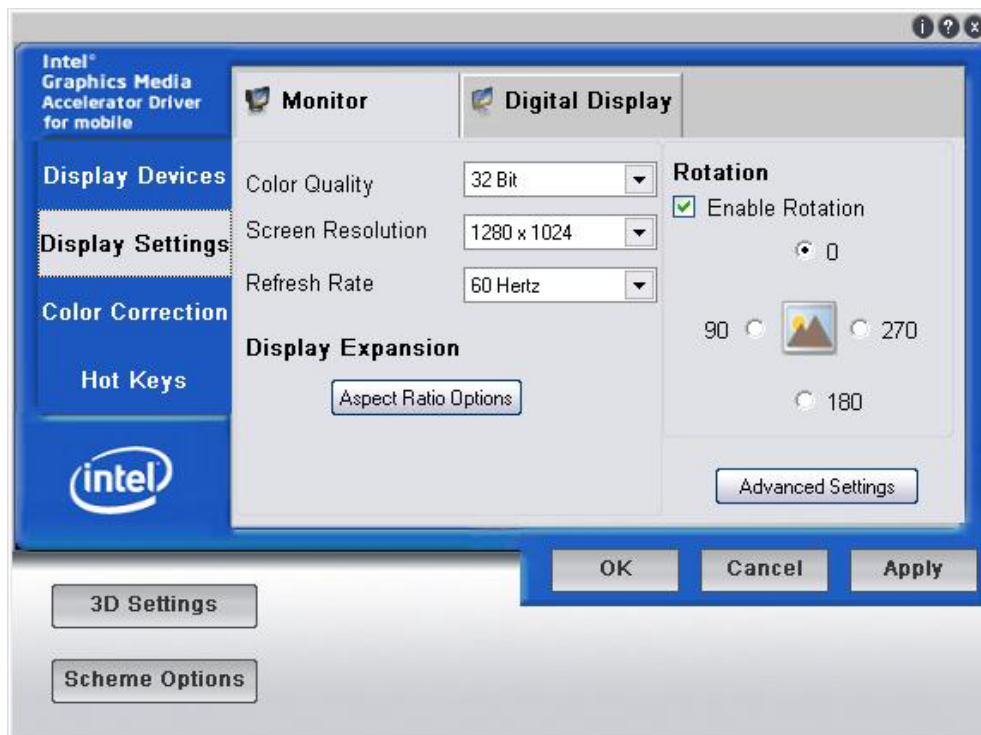 Intel®
Graphics Media
Accelerator Driver
for mobile
Monitor
Digital Display
Display Devices
Display Settings
Color Correction
Hot Keys
intel
Color Quality
32 Bit
Screen Resolution
1280 x 1024
Refresh Rate
60 Hertz
Display Expansion
Aspect Ratio Options
Rotation
Enable Rotation
0
90
270
180
Advanced Settings
OK
Cancel
Apply
3D Settings
Scheme Options